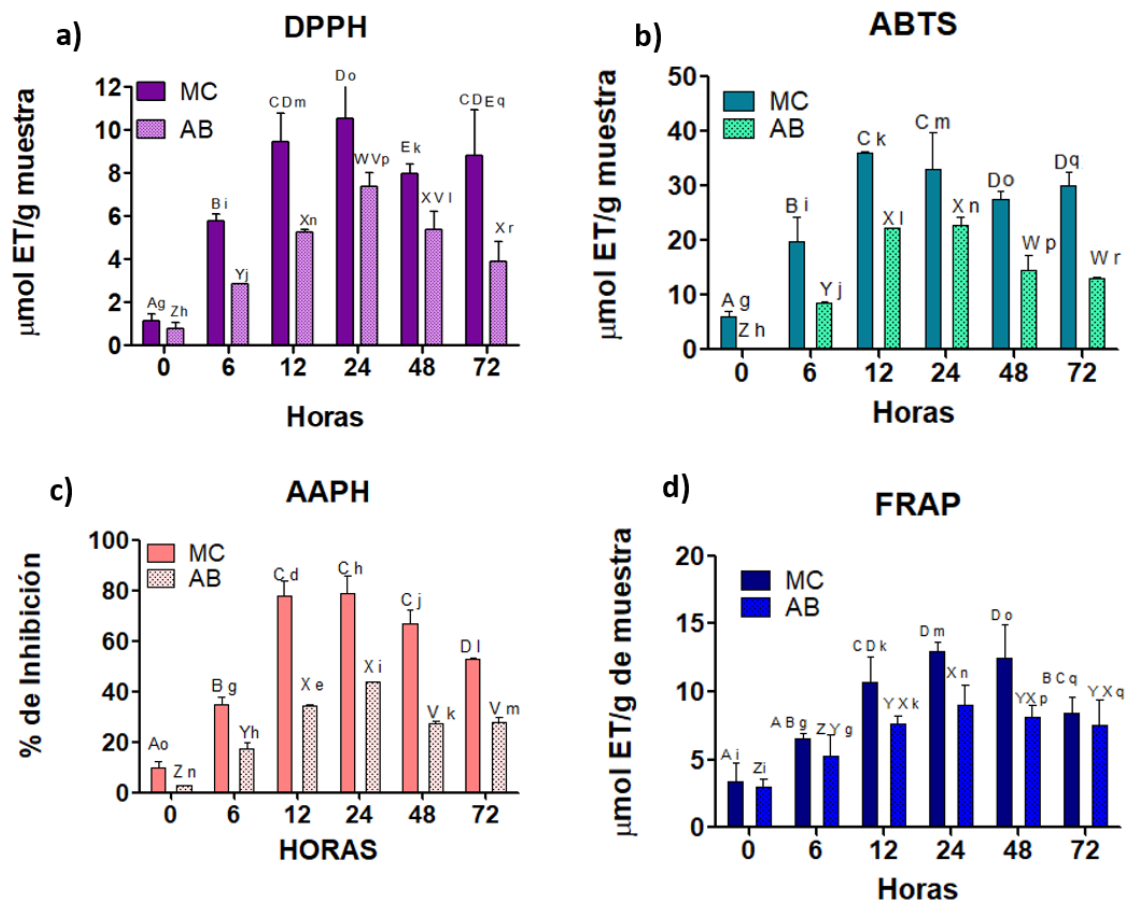 a)
DPPH
μmol ET/g muestra
12
10
8
6
4
2
0
MC
AB
Ag
Zh
Bi
Yj
CDm
Xn
Do
WVp
Ek
XVl
CDEq
Xr
0 6 12 24 48 72
Horas
b)
ABTS
μmol ET/g muestra
50
40
30
20
10
0
MC
AB
A g
Z h
B i
Y j
C k
X l
C m
X n
D o
W p
D q
W r
0 6 12 24 48 72
Horas
c)
AAPH
% de Inhibición
100
80
60
40
20
0
MC
AB
Ao
Z n
B g
Yh
C d
X e
C h
X i
C j
V k
D l
V m
0 6 12 24 48 72
HORAS
d)
FRAP
μmol ET/g de muestra
20
15
10
5
0
MC
AB
A i
Zi
A B g
Z Y g
C D k
Y X k
D m
X n
D o
Y X p
B C q
Y X q
0 6 12 24 48 72
Horas